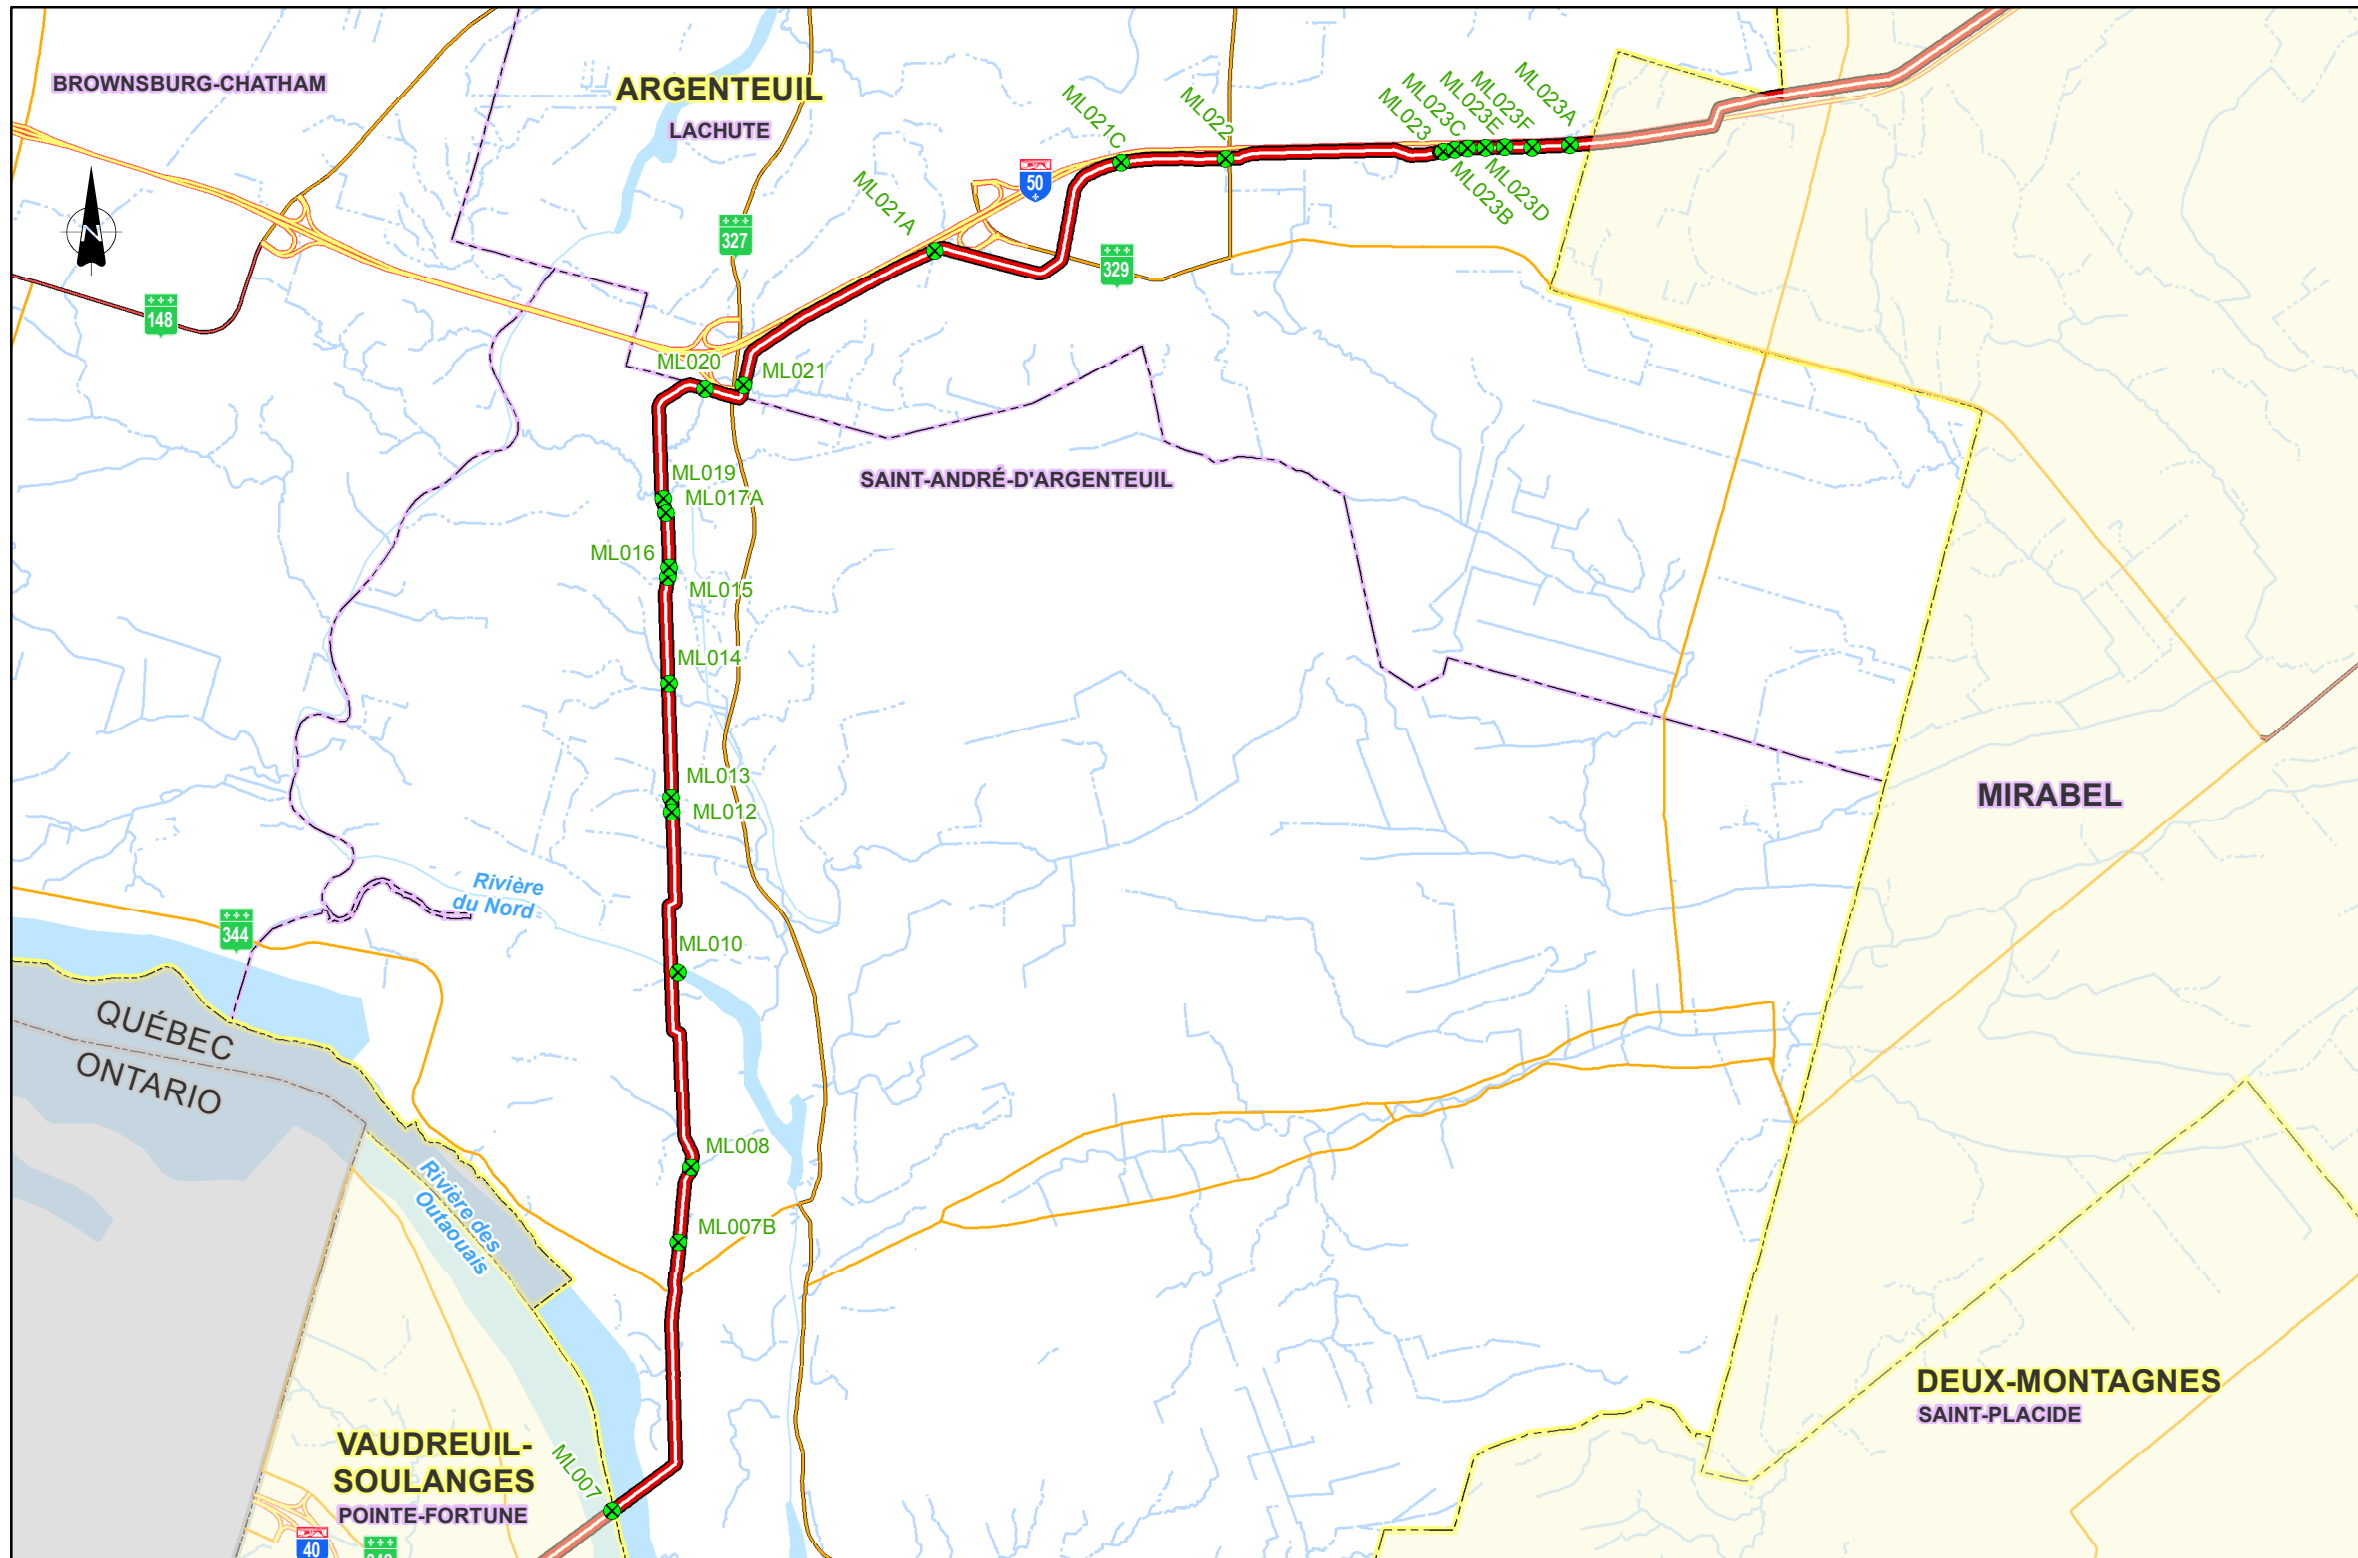 BROWNSBURG-CHATHAM
ARGENTEUIL
LACHUTE
ML021C
ML022
ML023
ML023C
ML023E
ML023F
ML023A
ML023B
ML023D
50
ML021A
N
327
329
148
ML020
ML021
SAINT-ANDRÉ-D'ARGENTEUIL
ML019
ML017A
ML016
ML015
ML014
ML013
ML012
MIRABEL
Rivière
du Nord
344
ML010
QUÉBEC
ONTARIO
ML008
Rivière des
Outaouais
ML007B
DEUX-MONTAGNES
SAINT-PLACIDE
VAUDREUIL-
SOULANGES
POINTE-FORTUNE
ML007
40